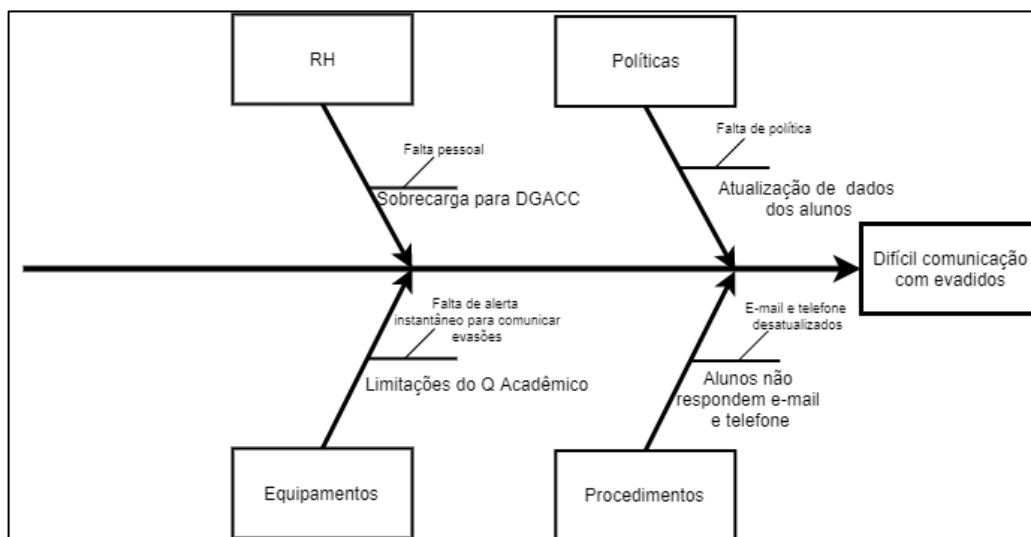 RH
Políticas
Falta pessoal
Sobrecarga para DGACC
Falta de política
Atualização de dados
dos alunos
Difícil comunicação
com evadidos
Falta de alerta
instantâneo para comunicar
evasões
Limitações do Q Acadêmico
E-mail e telefone
desatualizados
Alunos não
respondem e-mail
e telefone
Equipamentos
Procedimentos